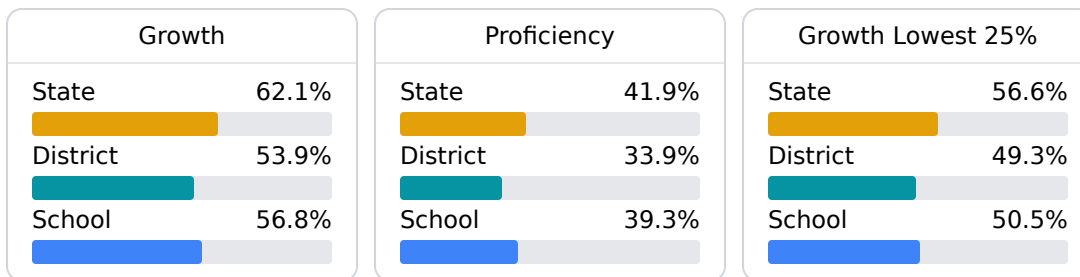 Growth
State 62.1%
District 53.9%
School 56.8%
Proficiency
State 41.9%
District 33.9%
School 39.3%
Growth Lowest 25%
State 56.6%
District 49.3%
School 50.5%